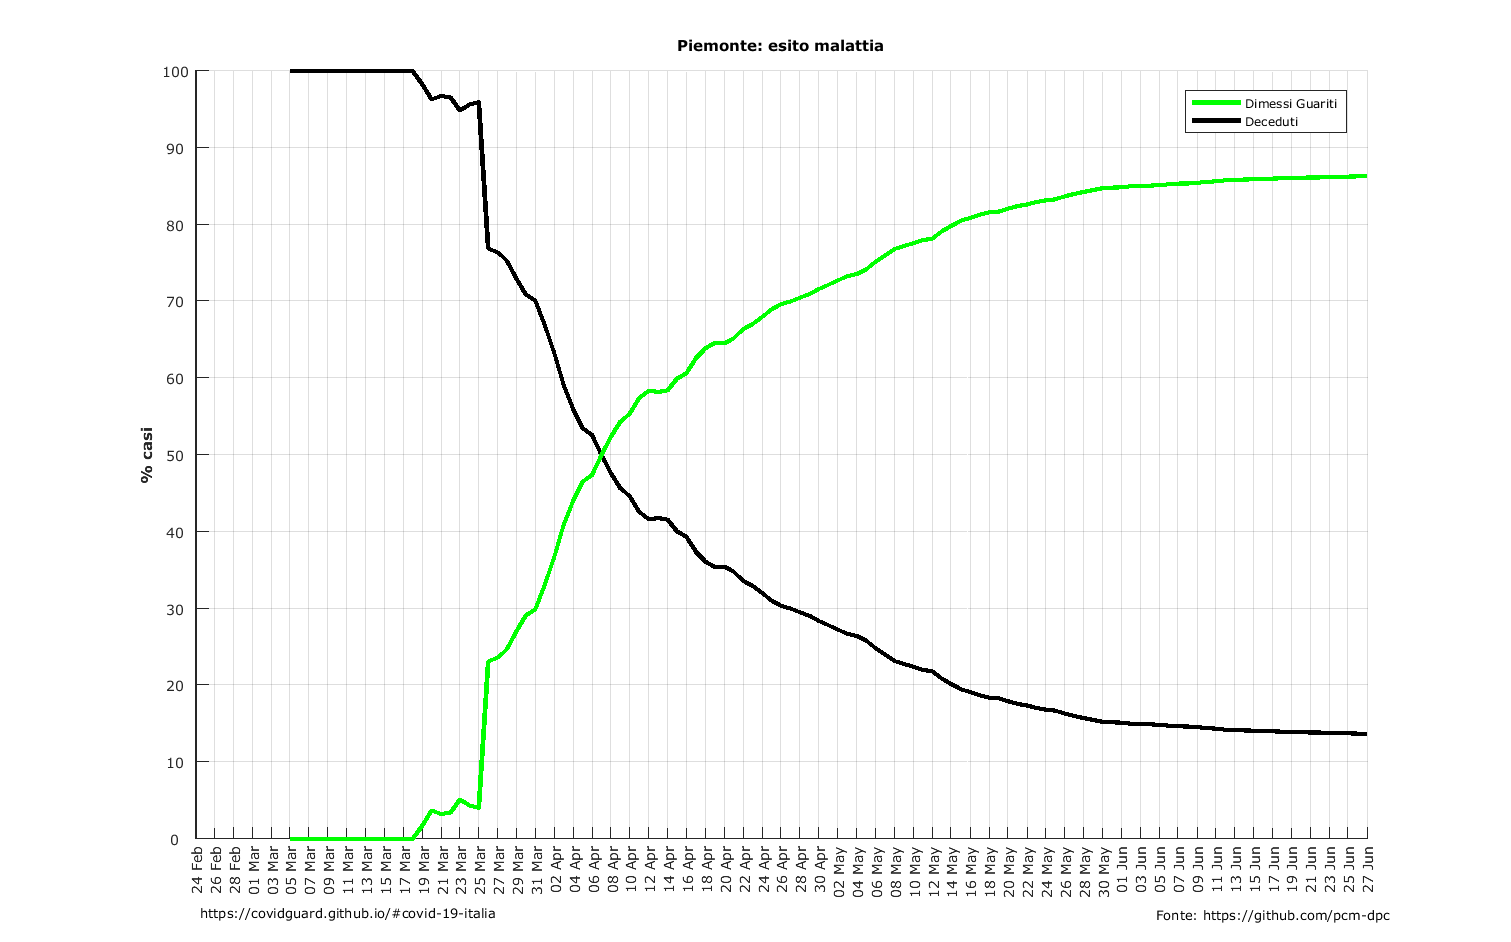 Piemonte: esito malattia
% casi
100
90
80
70
60
50
40
30
20
10
0
Dimessi Guariti
Deceduti
24 Feb
26 Feb
28 Feb
01 Mar
03 Mar
05 Mar
07 Mar
09 Mar
11 Mar
13 Mar
15 Mar
17 Mar
19 Mar
21 Mar
23 Mar
25 Mar
27 Mar
29 Mar
31 Mar
02 Apr
04 Apr
06 Apr
08 Apr
10 Apr
12 Apr
14 Apr
16 Apr
18 Apr
20 Apr
22 Apr
24 Apr
26 Apr
28 Apr
30 Apr
02 May
04 May
06 May
08 May
10 May
12 May
14 May
16 May
18 May
20 May
22 May
24 May
26 May
28 May
30 May
01 Jun
03 Jun
05 Jun
07 Jun
09 Jun
11 Jun
13 Jun
15 Jun
17 Jun
19 Jun
21 Jun
23 Jun
25 Jun
27 Jun
https://covidguard.github.io/#covid-19-italia
Fonte: https://github.com/pcm-dpc